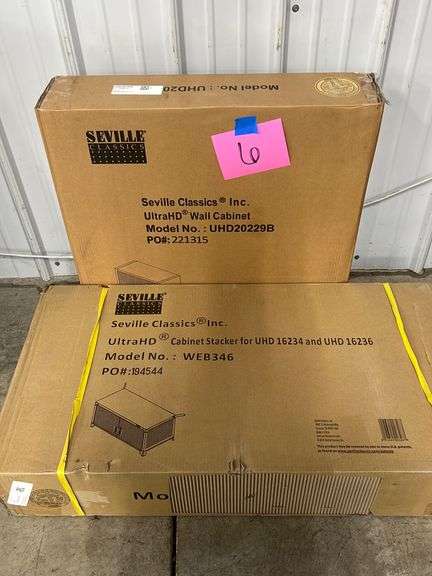 Model No.: UHD20
SEVILLE
CLASSICS
6
Seville Classics® Inc.
UltraHD® Wall Cabinet
Model No.: UHD20229B
PO#: 221315
SEVILLE
CLASSICS
Seville Classics® Inc.
UltraHD® Cabinet Stacker for UHD 16234 and UHD 16236
Model No.: WEB346
PO#: 194544
Mo